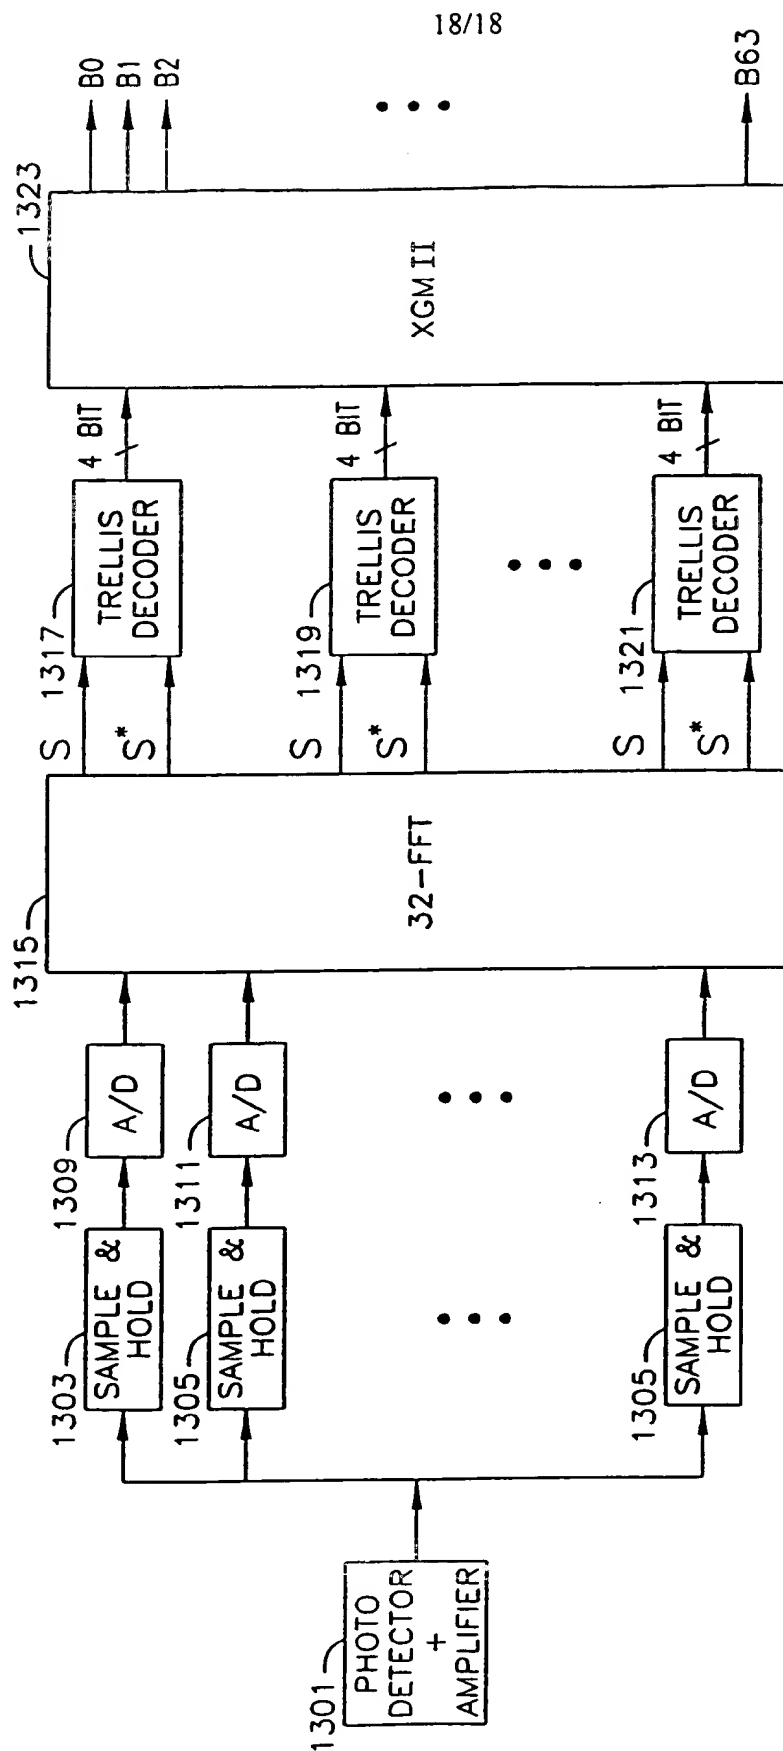 18/18
1301
PHOTO
DETECTOR
+
AMPLIFIER
1303
SAMPLE &
HOLD
1305
SAMPLE &
HOLD
1305
SAMPLE &
HOLD
1309
A/D
1311
A/D
1313
A/D
1315
32-FFT
S
S*
S
S*
S
S*
1317
TRELLIS
DECODER
1319
TRELLIS
DECODER
1321
TRELLIS
DECODER
4 BIT
4 BIT
4 BIT
1323
XGM II
B0
B1
B2
B63